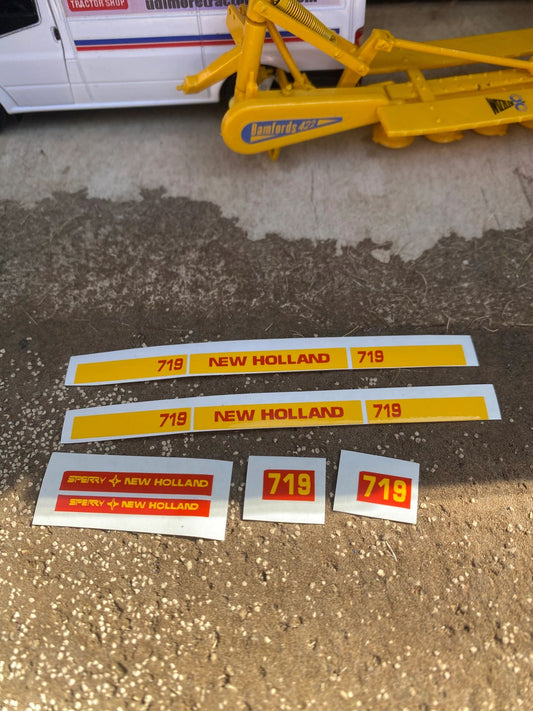 TRACTOR SHOP
Bamfords 422
719 NEW HOLLAND 719
719 NEW HOLLAND 719
SPERRY NEW HOLLAND
SPERRY NEW HOLLAND
719
719